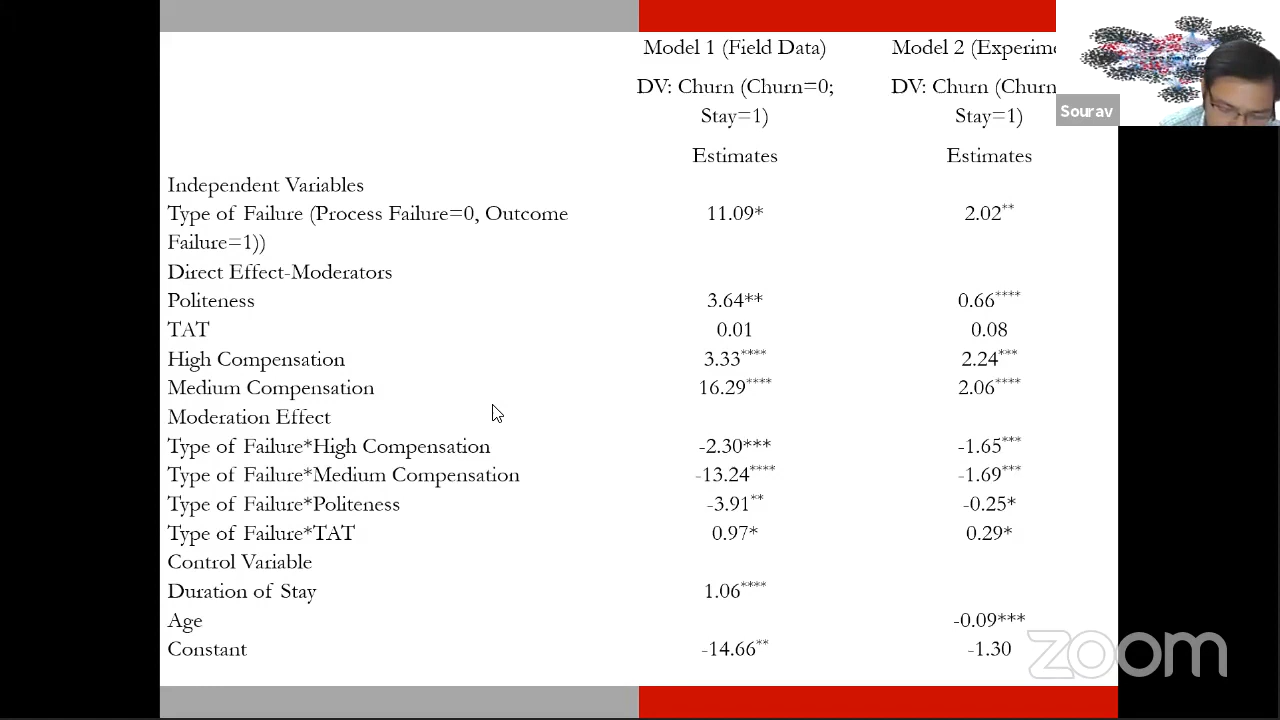 Model 1 (Field Data) Model 2 (Experime
DV: Churn (Churn=0; DV: Churn (Churn
Stay=1) Stay=1)
Sourav
Estimates Estimates
Independent Variables
Type of Failure (Process Failure=0, Outcome 11.09* 2.02**
Failure=1))
Direct Effect-Moderators
Politeness 3.64** 0.66****
TAT 0.01 0.08
High Compensation 3.33**** 2.24***
Medium Compensation 16.29**** 2.06****
Moderation Effect
Type of Failure*High Compensation -2.30*** -1.65***
Type of Failure*Medium Compensation -13.24**** -1.69***
Type of Failure*Politeness -3.91** -0.25*
Type of Failure*TAT 0.97* 0.29*
Control Variable
Duration of Stay 1.06****
Age -0.09***
Constant -14.66** -1.30
zoom